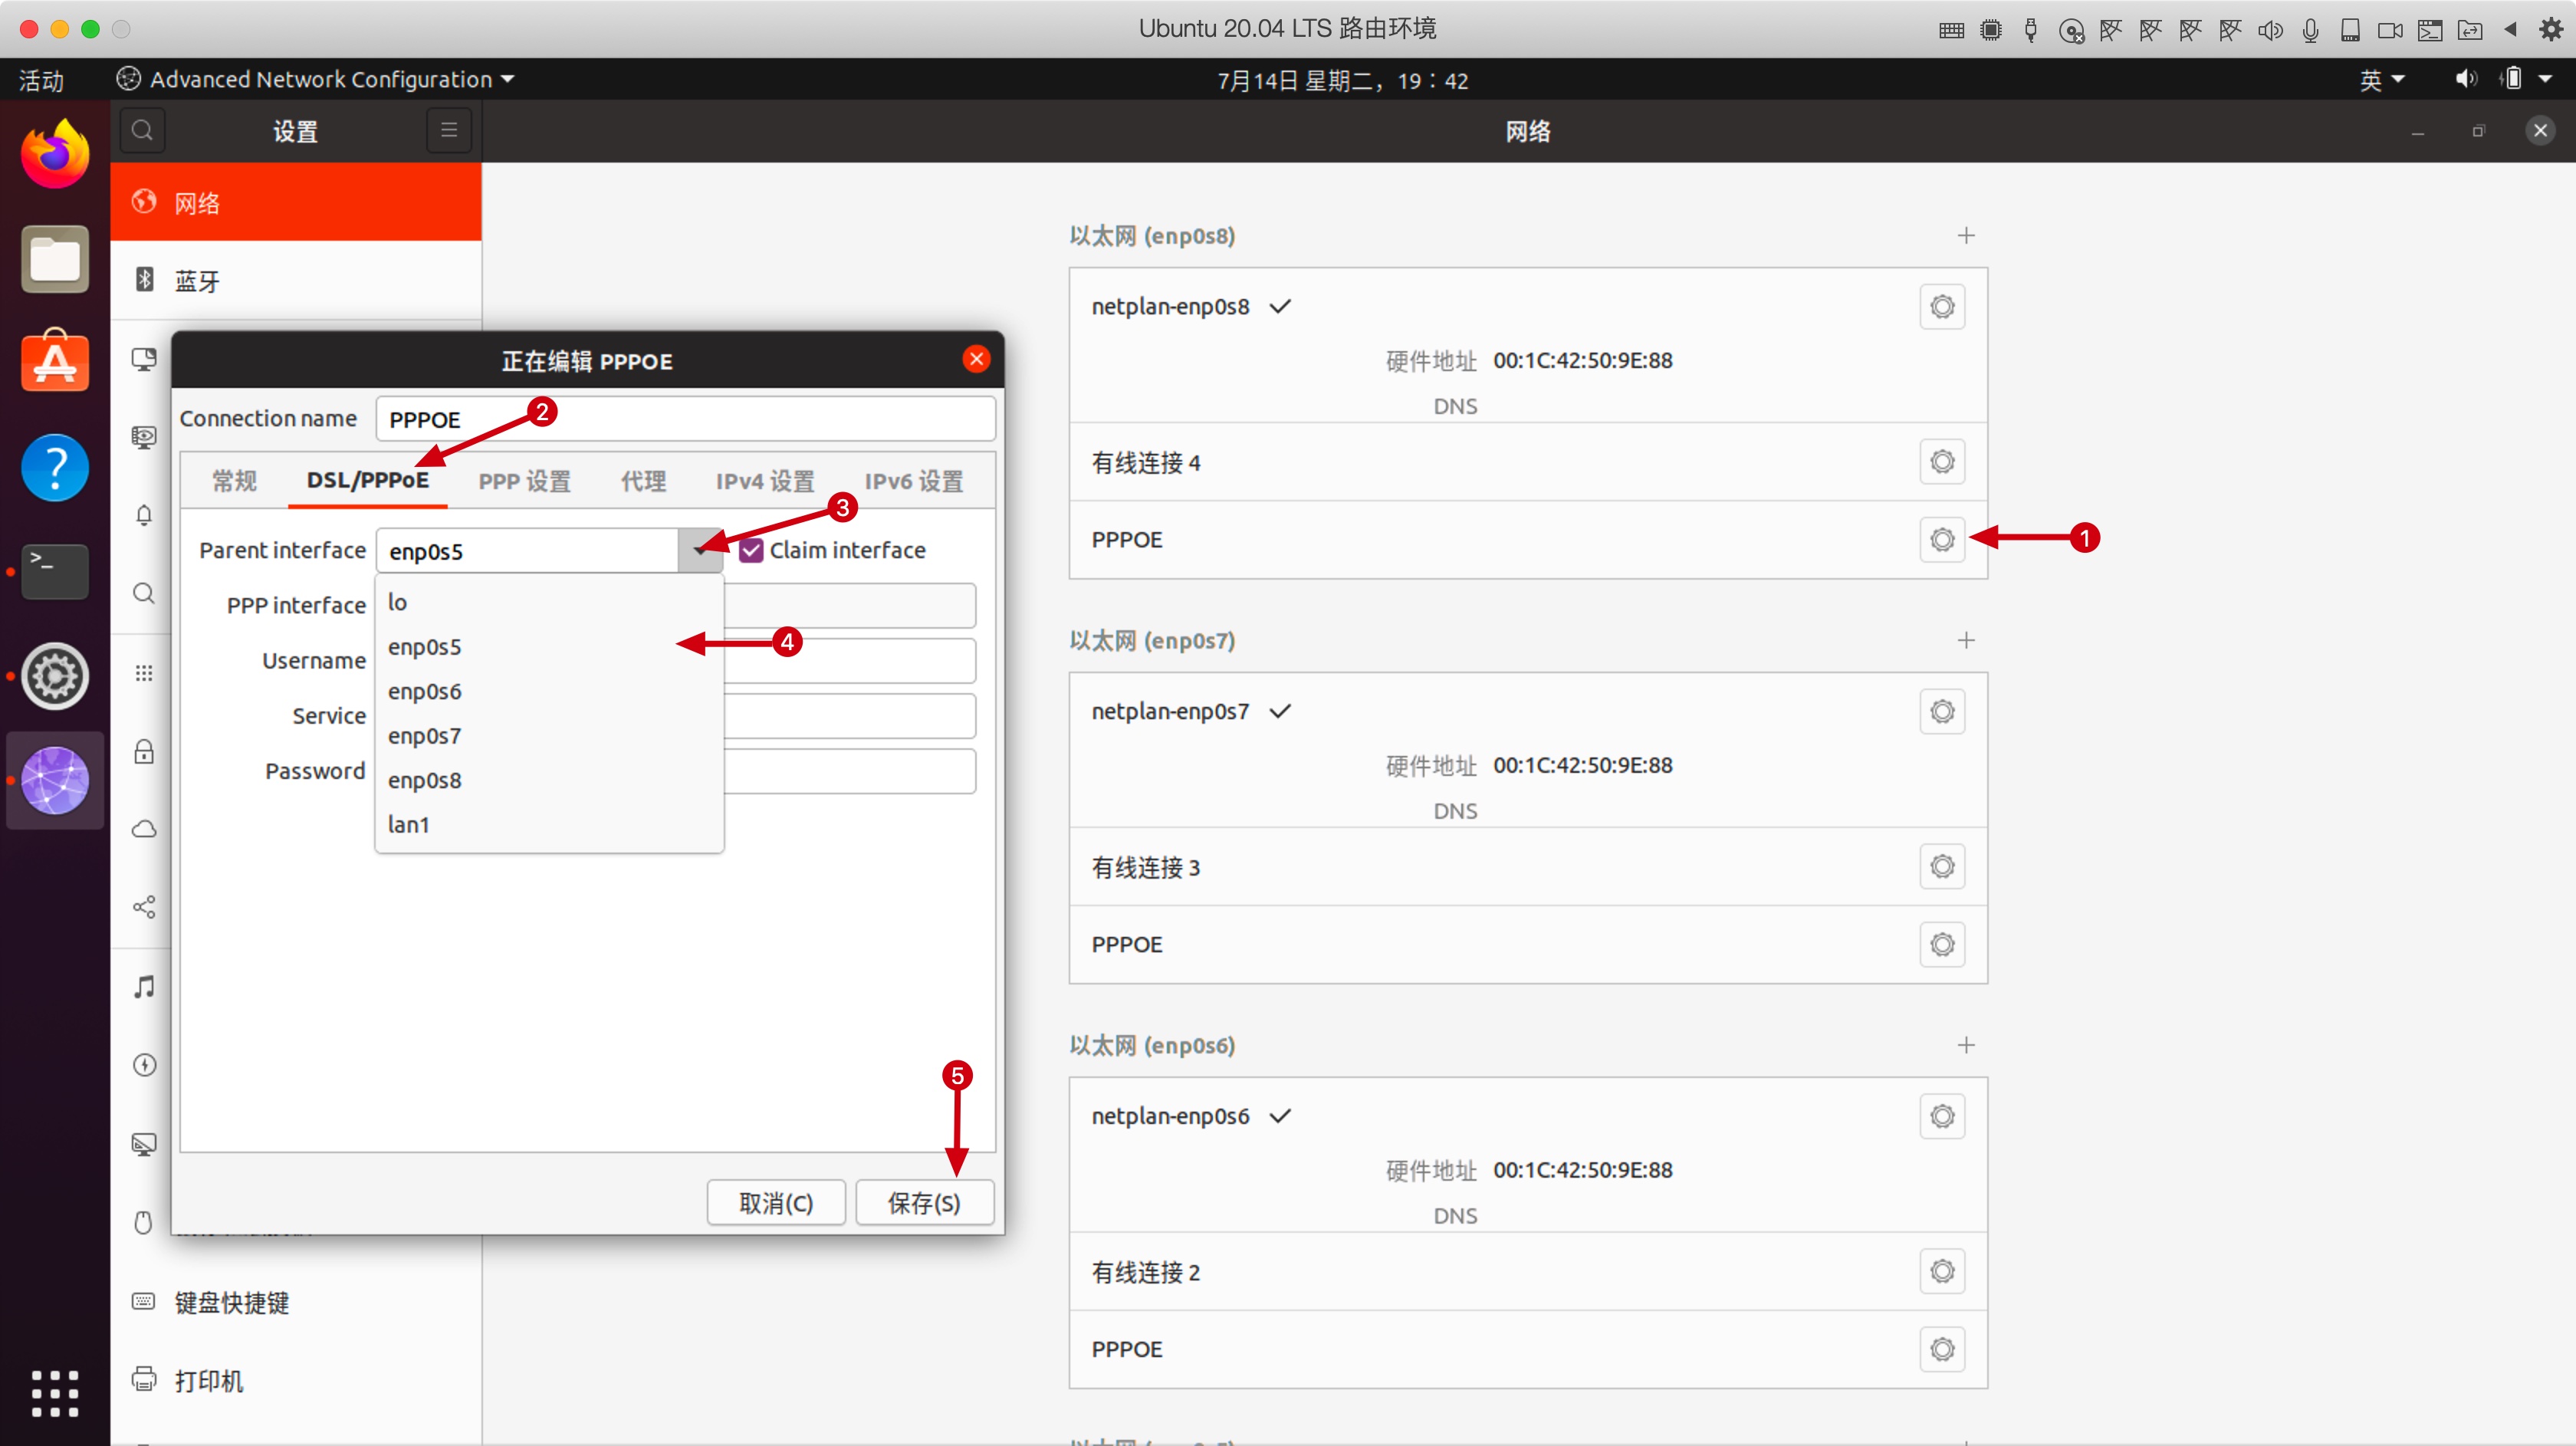 Ubuntu 20.04 LTS 路由环境
活动
Advanced Network Configuration
7月14日 星期二，19：42
英
设置
网络
网络
蓝牙
键盘快捷键
打印机
正在编辑 PPPOE
Connection name
PPPOE
2
常规
DSL/PPPoE
PPP 设置
代理
IPv4 设置
IPv6 设置
3
Parent interface
enp0s5
Claim interface
PPP interface
Username
Service
Password
lo
enp0s5
4
enp0s6
enp0s7
enp0s8
lan1
5
取消(C)
保存(S)
以太网 (enp0s8)
netplan-enp0s8
硬件地址 00:1C:42:50:9E:88
DNS
有线连接 4
PPPOE
1
以太网 (enp0s7)
netplan-enp0s7
硬件地址 00:1C:42:50:9E:88
DNS
有线连接 3
PPPOE
以太网 (enp0s6)
netplan-enp0s6
硬件地址 00:1C:42:50:9E:88
DNS
有线连接 2
PPPOE